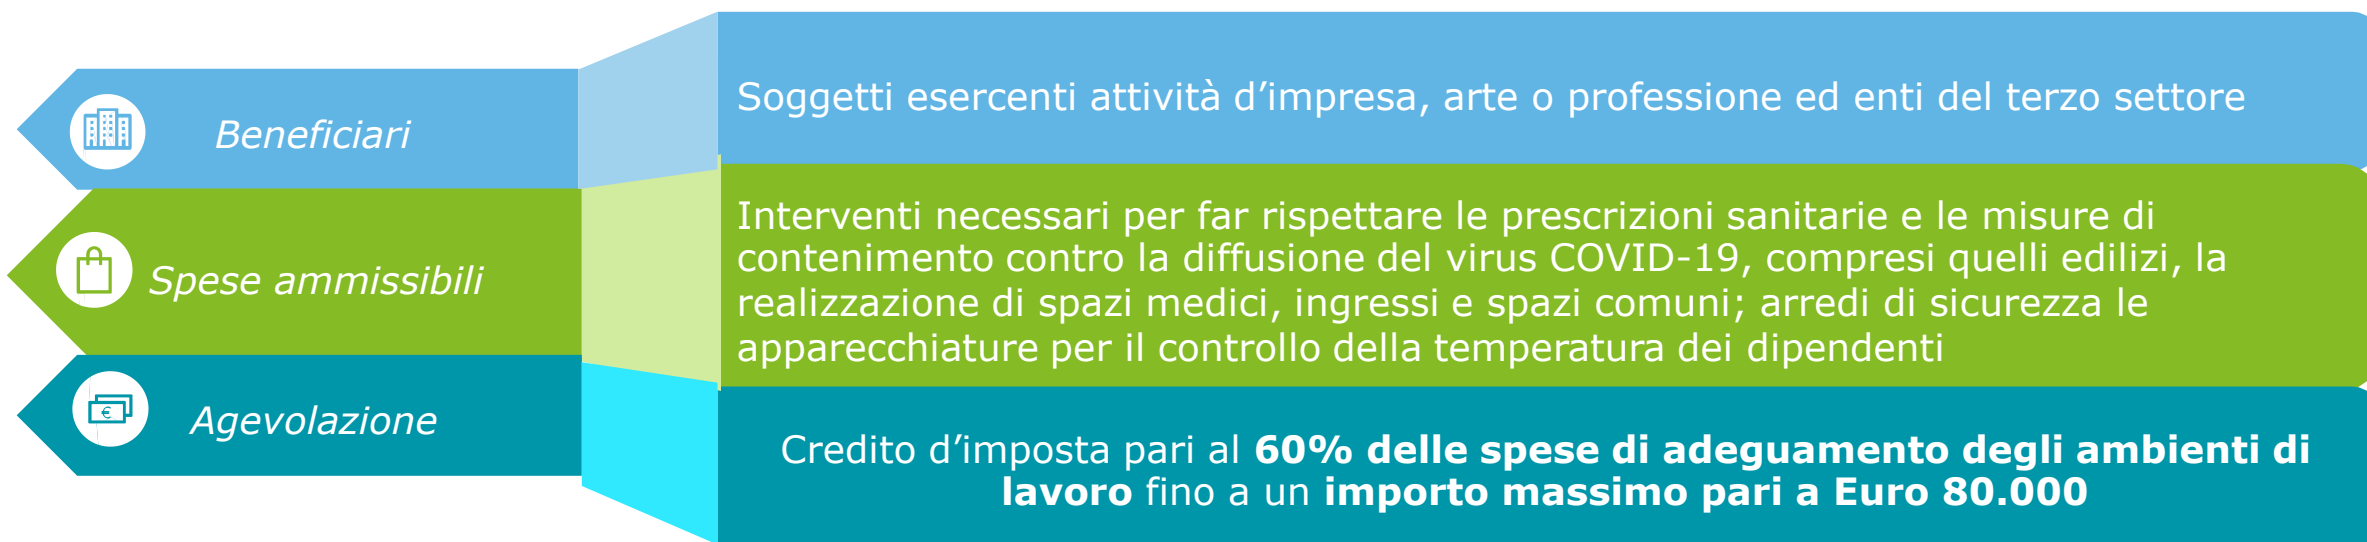 Beneficiari
Soggetti esercenti attività d’impresa, arte o professione ed enti del terzo settore
Spese ammissibili
Interventi necessari per far rispettare le prescrizioni sanitarie e le misure di
contenimento contro la diffusione del virus COVID-19, compresi quelli edilizi, la
realizzazione di spazi medici, ingressi e spazi comuni; arredi di sicurezza le
apparecchiature per il controllo della temperatura dei dipendenti
Agevolazione
€
Credito d’imposta pari al 60% delle spese di adeguamento degli ambienti di
lavoro fino a un importo massimo pari a Euro 80.000